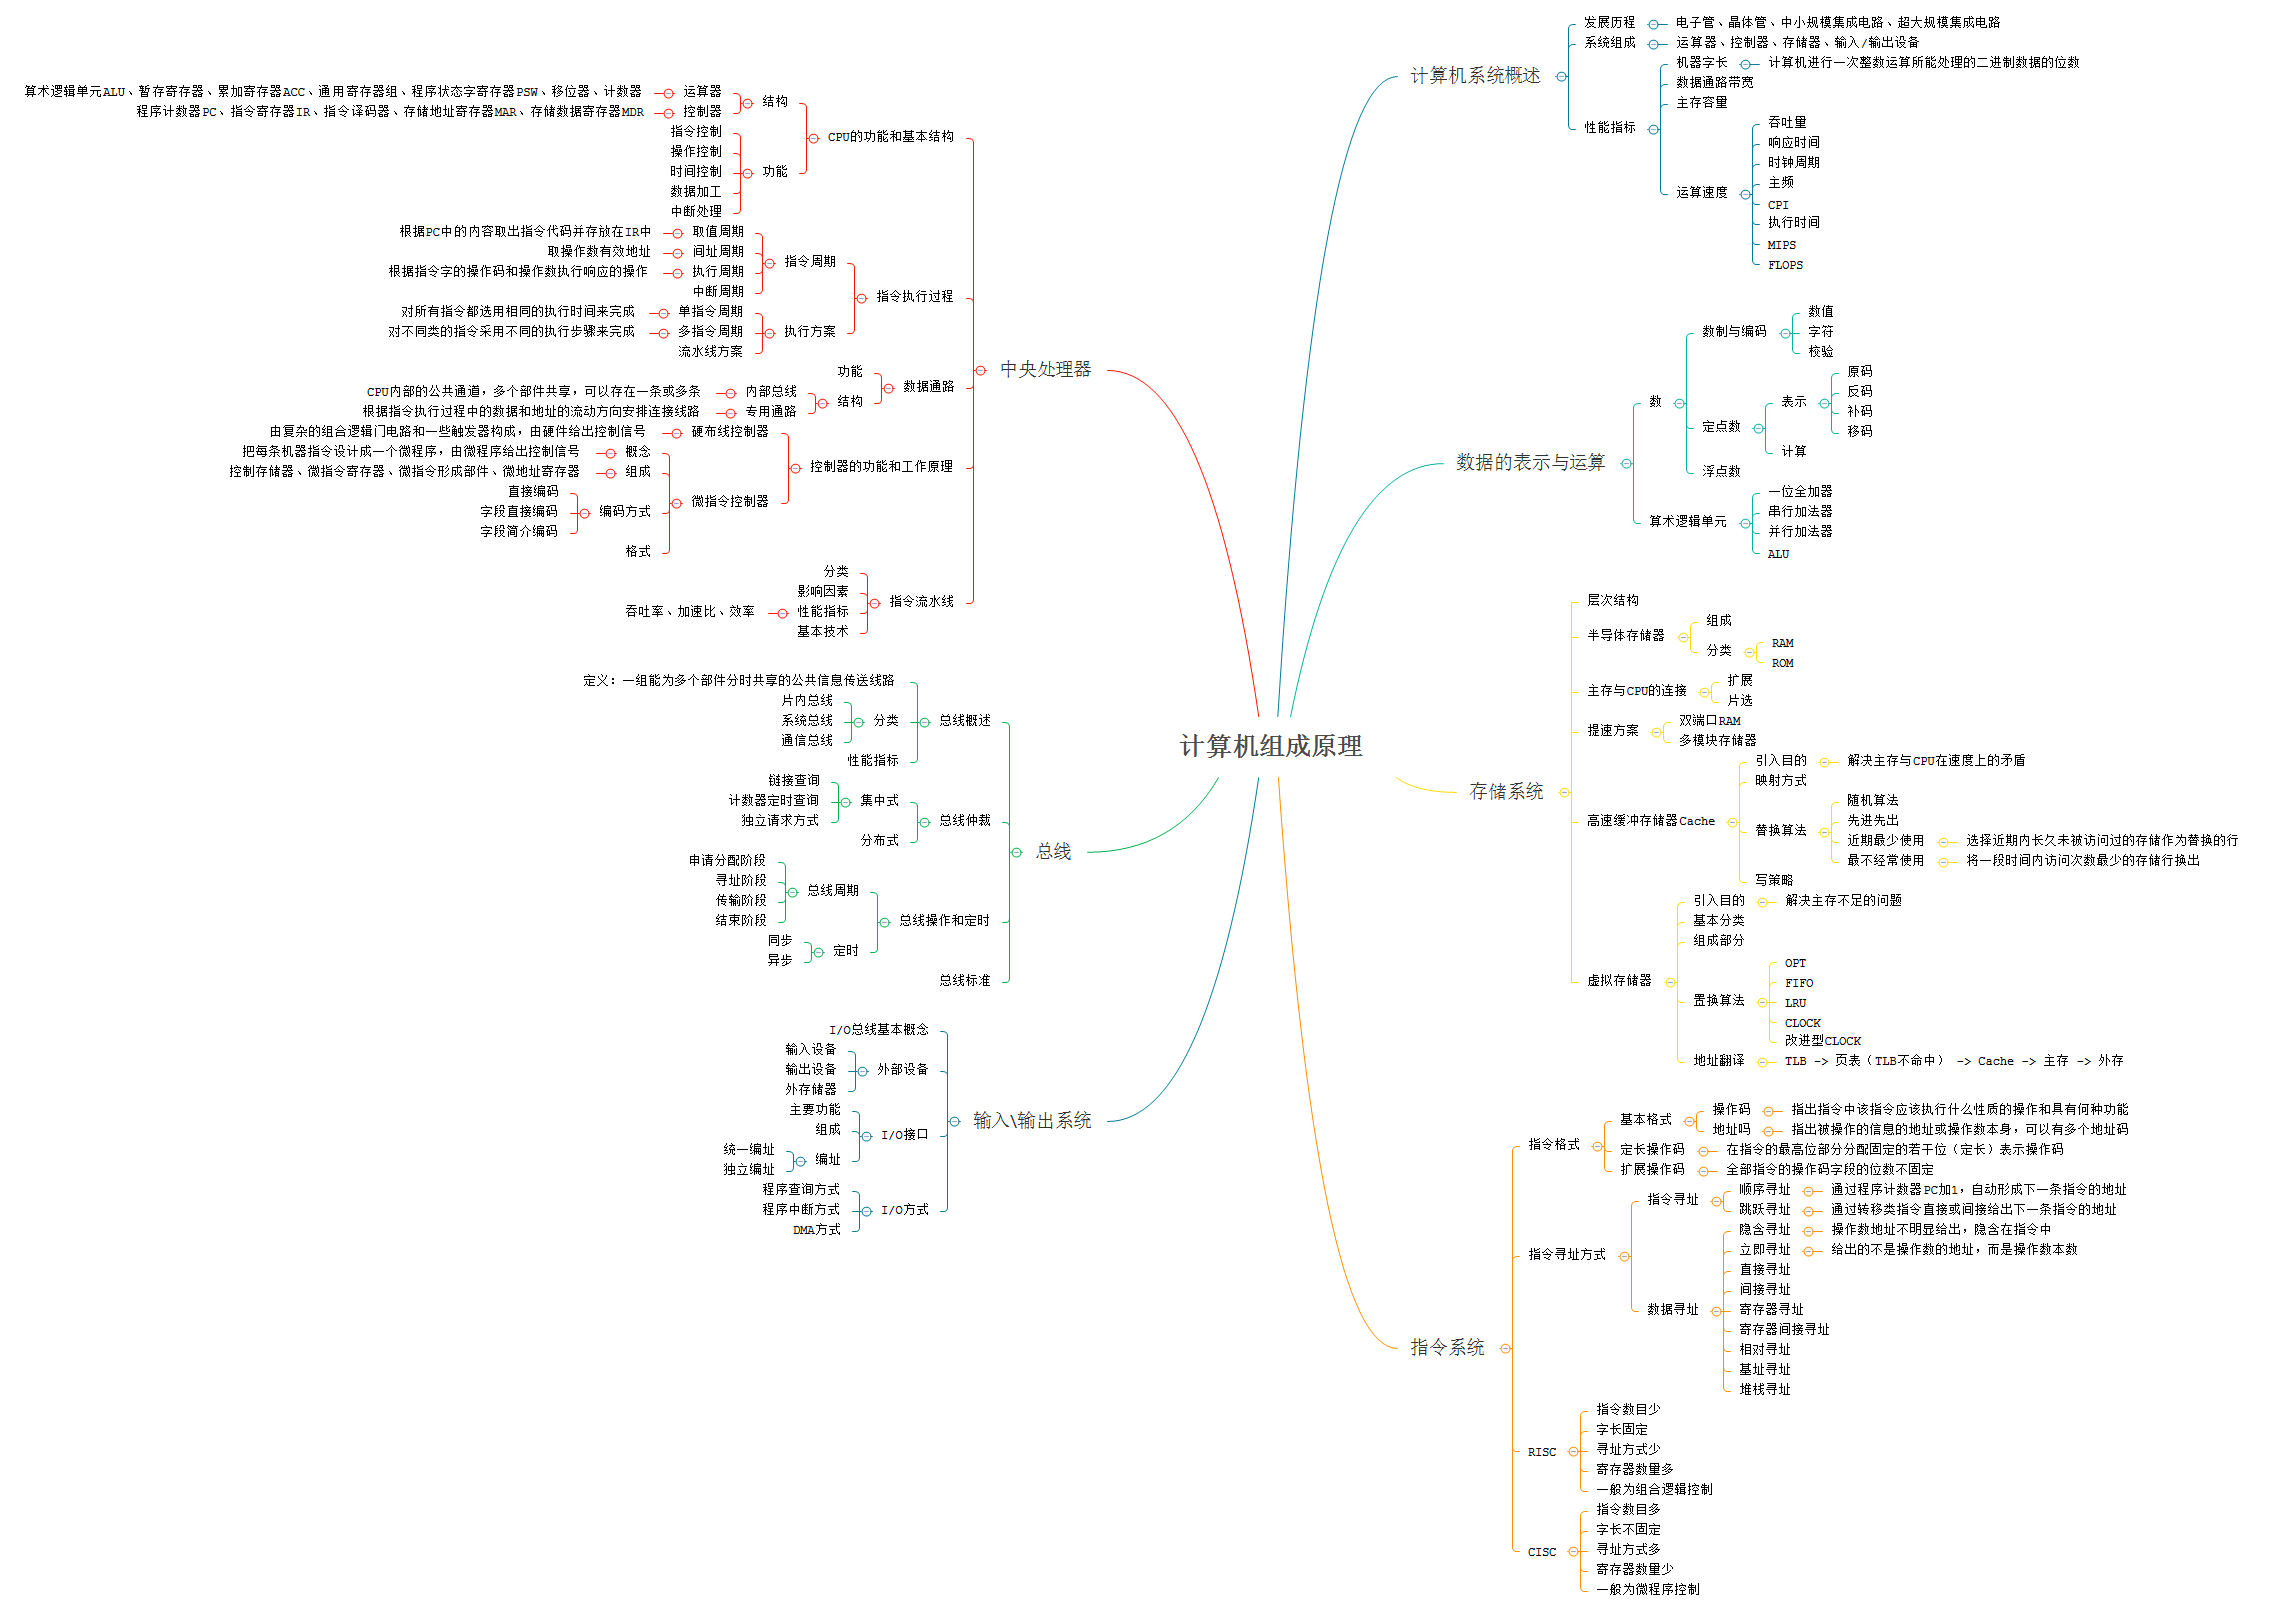 计算机组成原理
计算机系统概述
发展历程
电子管、晶体管、中小规模集成电路、超大规模集成电路
系统组成
运算器、控制器、存储器、输入/输出设备
性能指标
机器字长
计算机进行一次整数运算所能处理的二进制数据的位数
数据通路带宽
主存容量
运算速度
吞吐量
响应时间
时钟周期
主频
CPI
执行时间
MIPS
FLOPS
数据的表示与运算
数
数制与编码
数值
字符
校验
定点数
表示
原码
反码
补码
移码
计算
浮点数
算术逻辑单元
一位全加器
串行加法器
并行加法器
ALU
存储系统
层次结构
半导体存储器
组成
分类
RAM
ROM
主存与CPU的连接
扩展
片选
提速方案
双端口RAM
多模块存储器
高速缓冲存储器Cache
引入目的
解决主存与CPU在速度上的矛盾
映射方式
替换算法
随机算法
先进先出
近期最少使用
选择近期内长久未被访问过的存储作为替换的行
最不经常使用
将一段时间内访问次数最少的存储行换出
写策略
虚拟存储器
引入目的
解决主存不足的问题
基本分类
组成部分
置换算法
OPT
FIFO
LRU
CLOCK
改进型CLOCK
地址翻译
TLB -> 页表（TLB不命中） -> Cache -> 主存 -> 外存
指令系统
指令格式
基本格式
操作码
指出指令中该指令应该执行什么性质的操作和具有何种功能
地址吗
指出被操作的信息的地址或操作数本身，可以有多个地址码
定长操作码
在指令的最高位部分分配固定的若干位（定长）表示操作码
扩展操作码
全部指令的操作码字段的位数不固定
指令寻址方式
指令寻址
顺序寻址
通过程序计数器PC加1，自动形成下一条指令的地址
跳跃寻址
通过转移类指令直接或间接给出下一条指令的地址
数据寻址
隐含寻址
操作数地址不明显给出，隐含在指令中
立即寻址
给出的不是操作数的地址，而是操作数本数
直接寻址
间接寻址
寄存器寻址
寄存器间接寻址
相对寻址
基址寻址
堆栈寻址
RISC
指令数目少
字长固定
寻址方式少
寄存器数量多
一般为组合逻辑控制
CISC
指令数目多
字长不固定
寻址方式多
寄存器数量少
一般为微程序控制
中央处理器
CPU的功能和基本结构
结构
运算器
算术逻辑单元ALU、暂存寄存器、累加寄存器ACC、通用寄存器组、程序状态字寄存器PSW、移位器、计数器
控制器
程序计数器PC、指令寄存器IR、指令译码器、存储地址寄存器MAR、存储数据寄存器MDR
功能
指令控制
操作控制
时间控制
数据加工
中断处理
指令执行过程
指令周期
取值周期
根据PC中的内容取出指令代码并存放在IR中
间址周期
取操作数有效地址
执行周期
根据指令字的操作码和操作数执行响应的操作
中断周期
执行方案
单指令周期
对所有指令都选用相同的执行时间来完成
多指令周期
对不同类的指令采用不同的执行步骤来完成
流水线方案
数据通路
功能
结构
内部总线
CPU内部的公共通道，多个部件共享，可以存在一条或多条
专用通路
根据指令执行过程中的数据和地址的流动方向安排连接线路
控制器的功能和工作原理
硬布线控制器
由复杂的组合逻辑门电路和一些触发器构成，由硬件给出控制信号
微指令控制器
概念
把每条机器指令设计成一个微程序，由微程序给出控制信号
组成
控制存储器、微指令寄存器、微指令形成部件、微地址寄存器
编码方式
直接编码
字段直接编码
字段简介编码
格式
指令流水线
分类
影响因素
性能指标
吞吐率、加速比、效率
基本技术
总线
总线概述
定义：一组能为多个部件分时共享的公共信息传送线路
分类
片内总线
系统总线
通信总线
性能指标
总线仲裁
集中式
链接查询
计数器定时查询
独立请求方式
分布式
总线操作和定时
总线周期
申请分配阶段
寻址阶段
传输阶段
结束阶段
定时
同步
异步
总线标准
输入\输出系统
I/O总线基本概念
外部设备
输入设备
输出设备
外存储器
I/O接口
主要功能
组成
编址
统一编址
独立编址
I/O方式
程序查询方式
程序中断方式
DMA方式